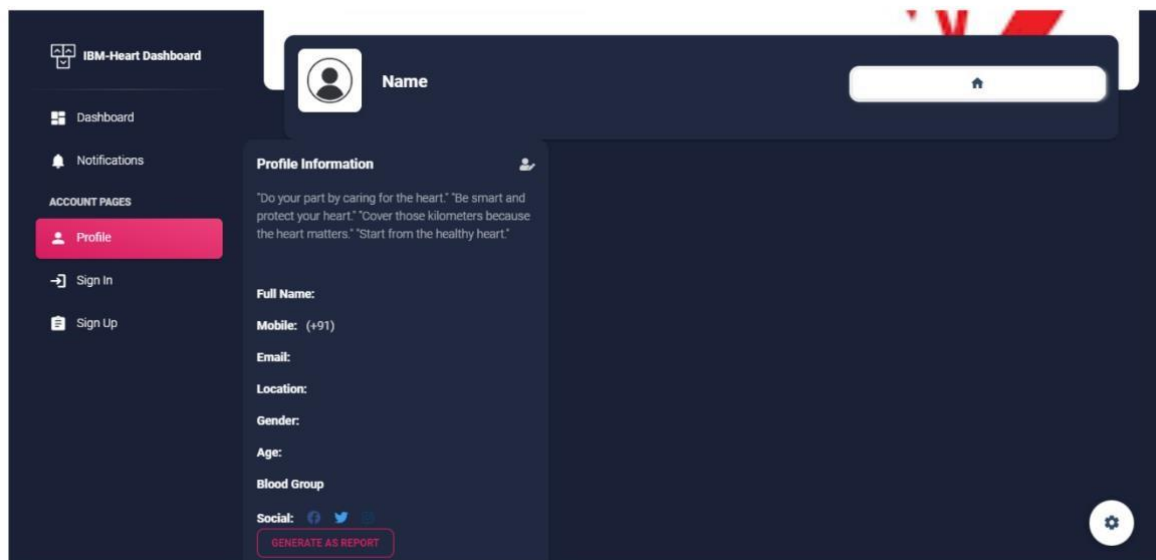 IBM-Heart Dashboard
Dashboard
Notifications
ACCOUNT PAGES
Profile
Sign In
Sign Up
Name
Profile Information
"Do your part by caring for the heart." "Be smart and
protect your heart." "Cover those kilometers because
the heart matters." "Start from the healthy heart."
Full Name:
Mobile: (+91)
Email:
Location:
Gender:
Age:
Blood Group
Social:
GENERATE AS REPORT